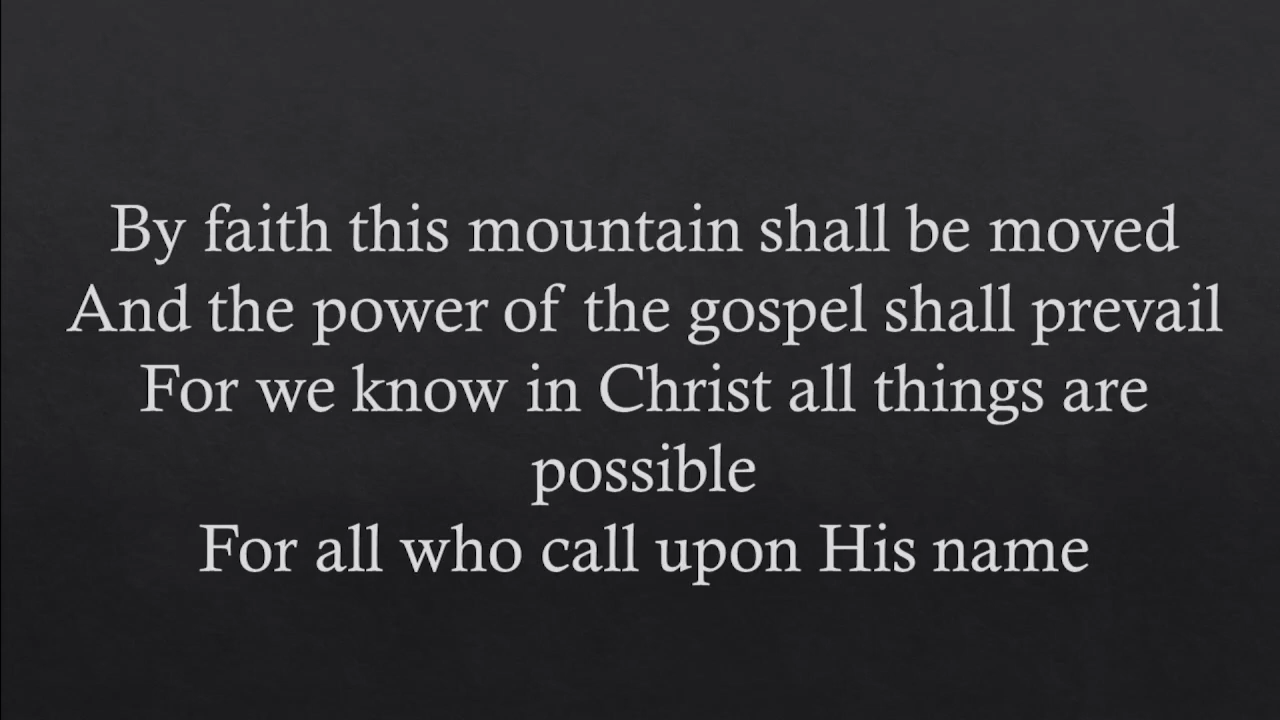 By faith this mountain shall be moved
And the power of the gospel shall prevail
For we know in Christ all things are
possible
For all who call upon His name